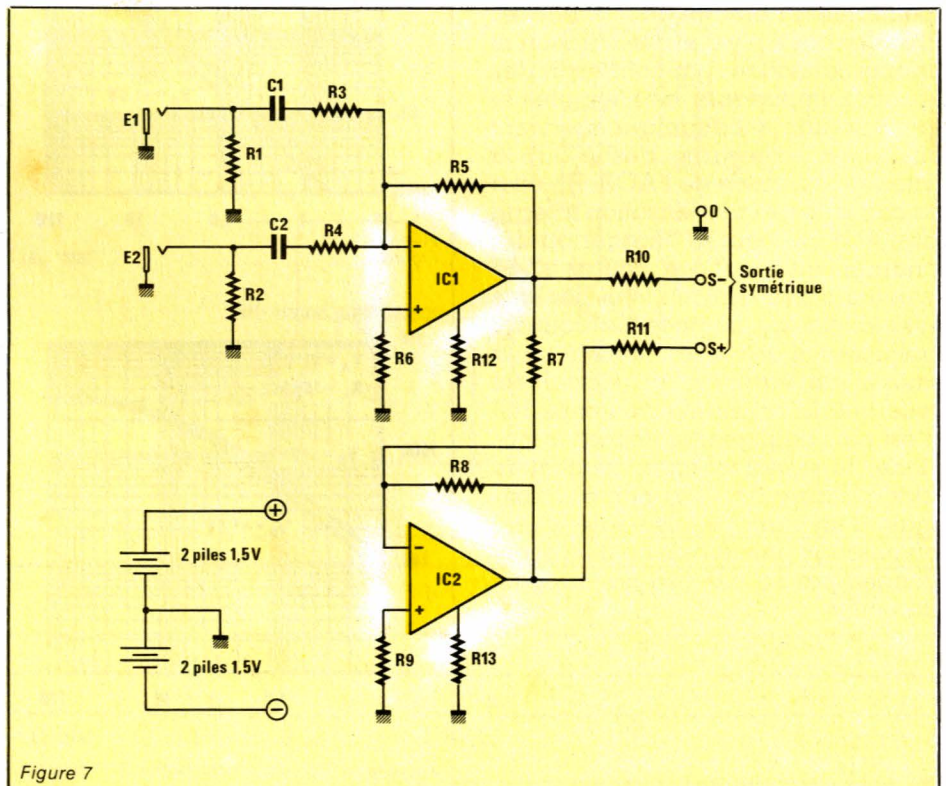 C1
R3
E1
R1
R5
C2
R4
E2
R2
-
IC1
+
R6
R12
R7
0
R10
S-
Sortie
symétrique
R11
S+
R8
-
IC2
+
R9
R13
+
2 piles 1,5V
2 piles 1,5V
-
Figure 7